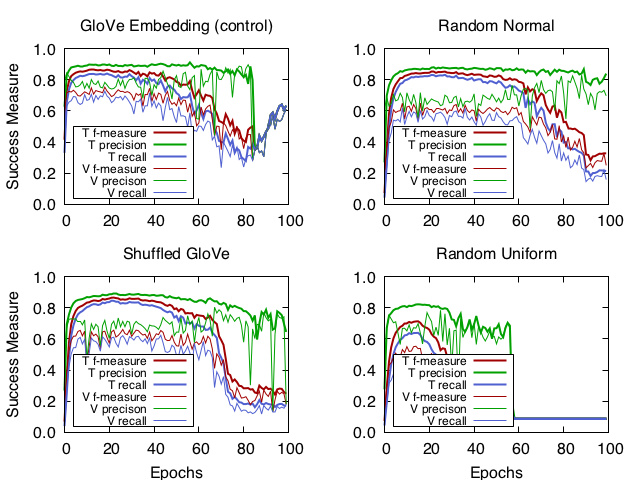 GloVe Embedding (control)
Random Normal
Success Measure
1.0
0.8
0.6
0.4
0.2
0.0
T f-measure
T precision
T recall
V f-measure
V precision
V recall
0 20 40 60 80 100
1.0
0.8
0.6
0.4
0.2
0.0
T f-measure
T precision
T recall
V f-measure
V precision
V recall
0 20 40 60 80 100
Shuffled GloVe
Random Uniform
Success Measure
1.0
0.8
0.6
0.4
0.2
0.0
T f-measure
T precision
T recall
V f-measure
V precision
V recall
0 20 40 60 80 100
Epochs
1.0
0.8
0.6
0.4
0.2
0.0
T f-measure
T precision
T recall
V f-measure
V precision
V recall
0 20 40 60 80 100
Epochs